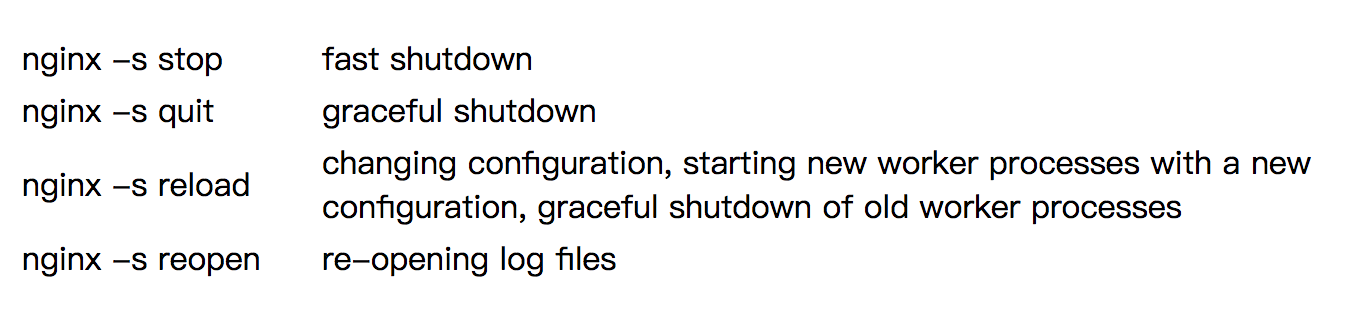 nginx -s stop fast shutdown
nginx -s quit graceful shutdown
nginx -s reload changing configuration, starting new worker processes with a new
configuration, graceful shutdown of old worker processes
nginx -s reopen re-opening log files